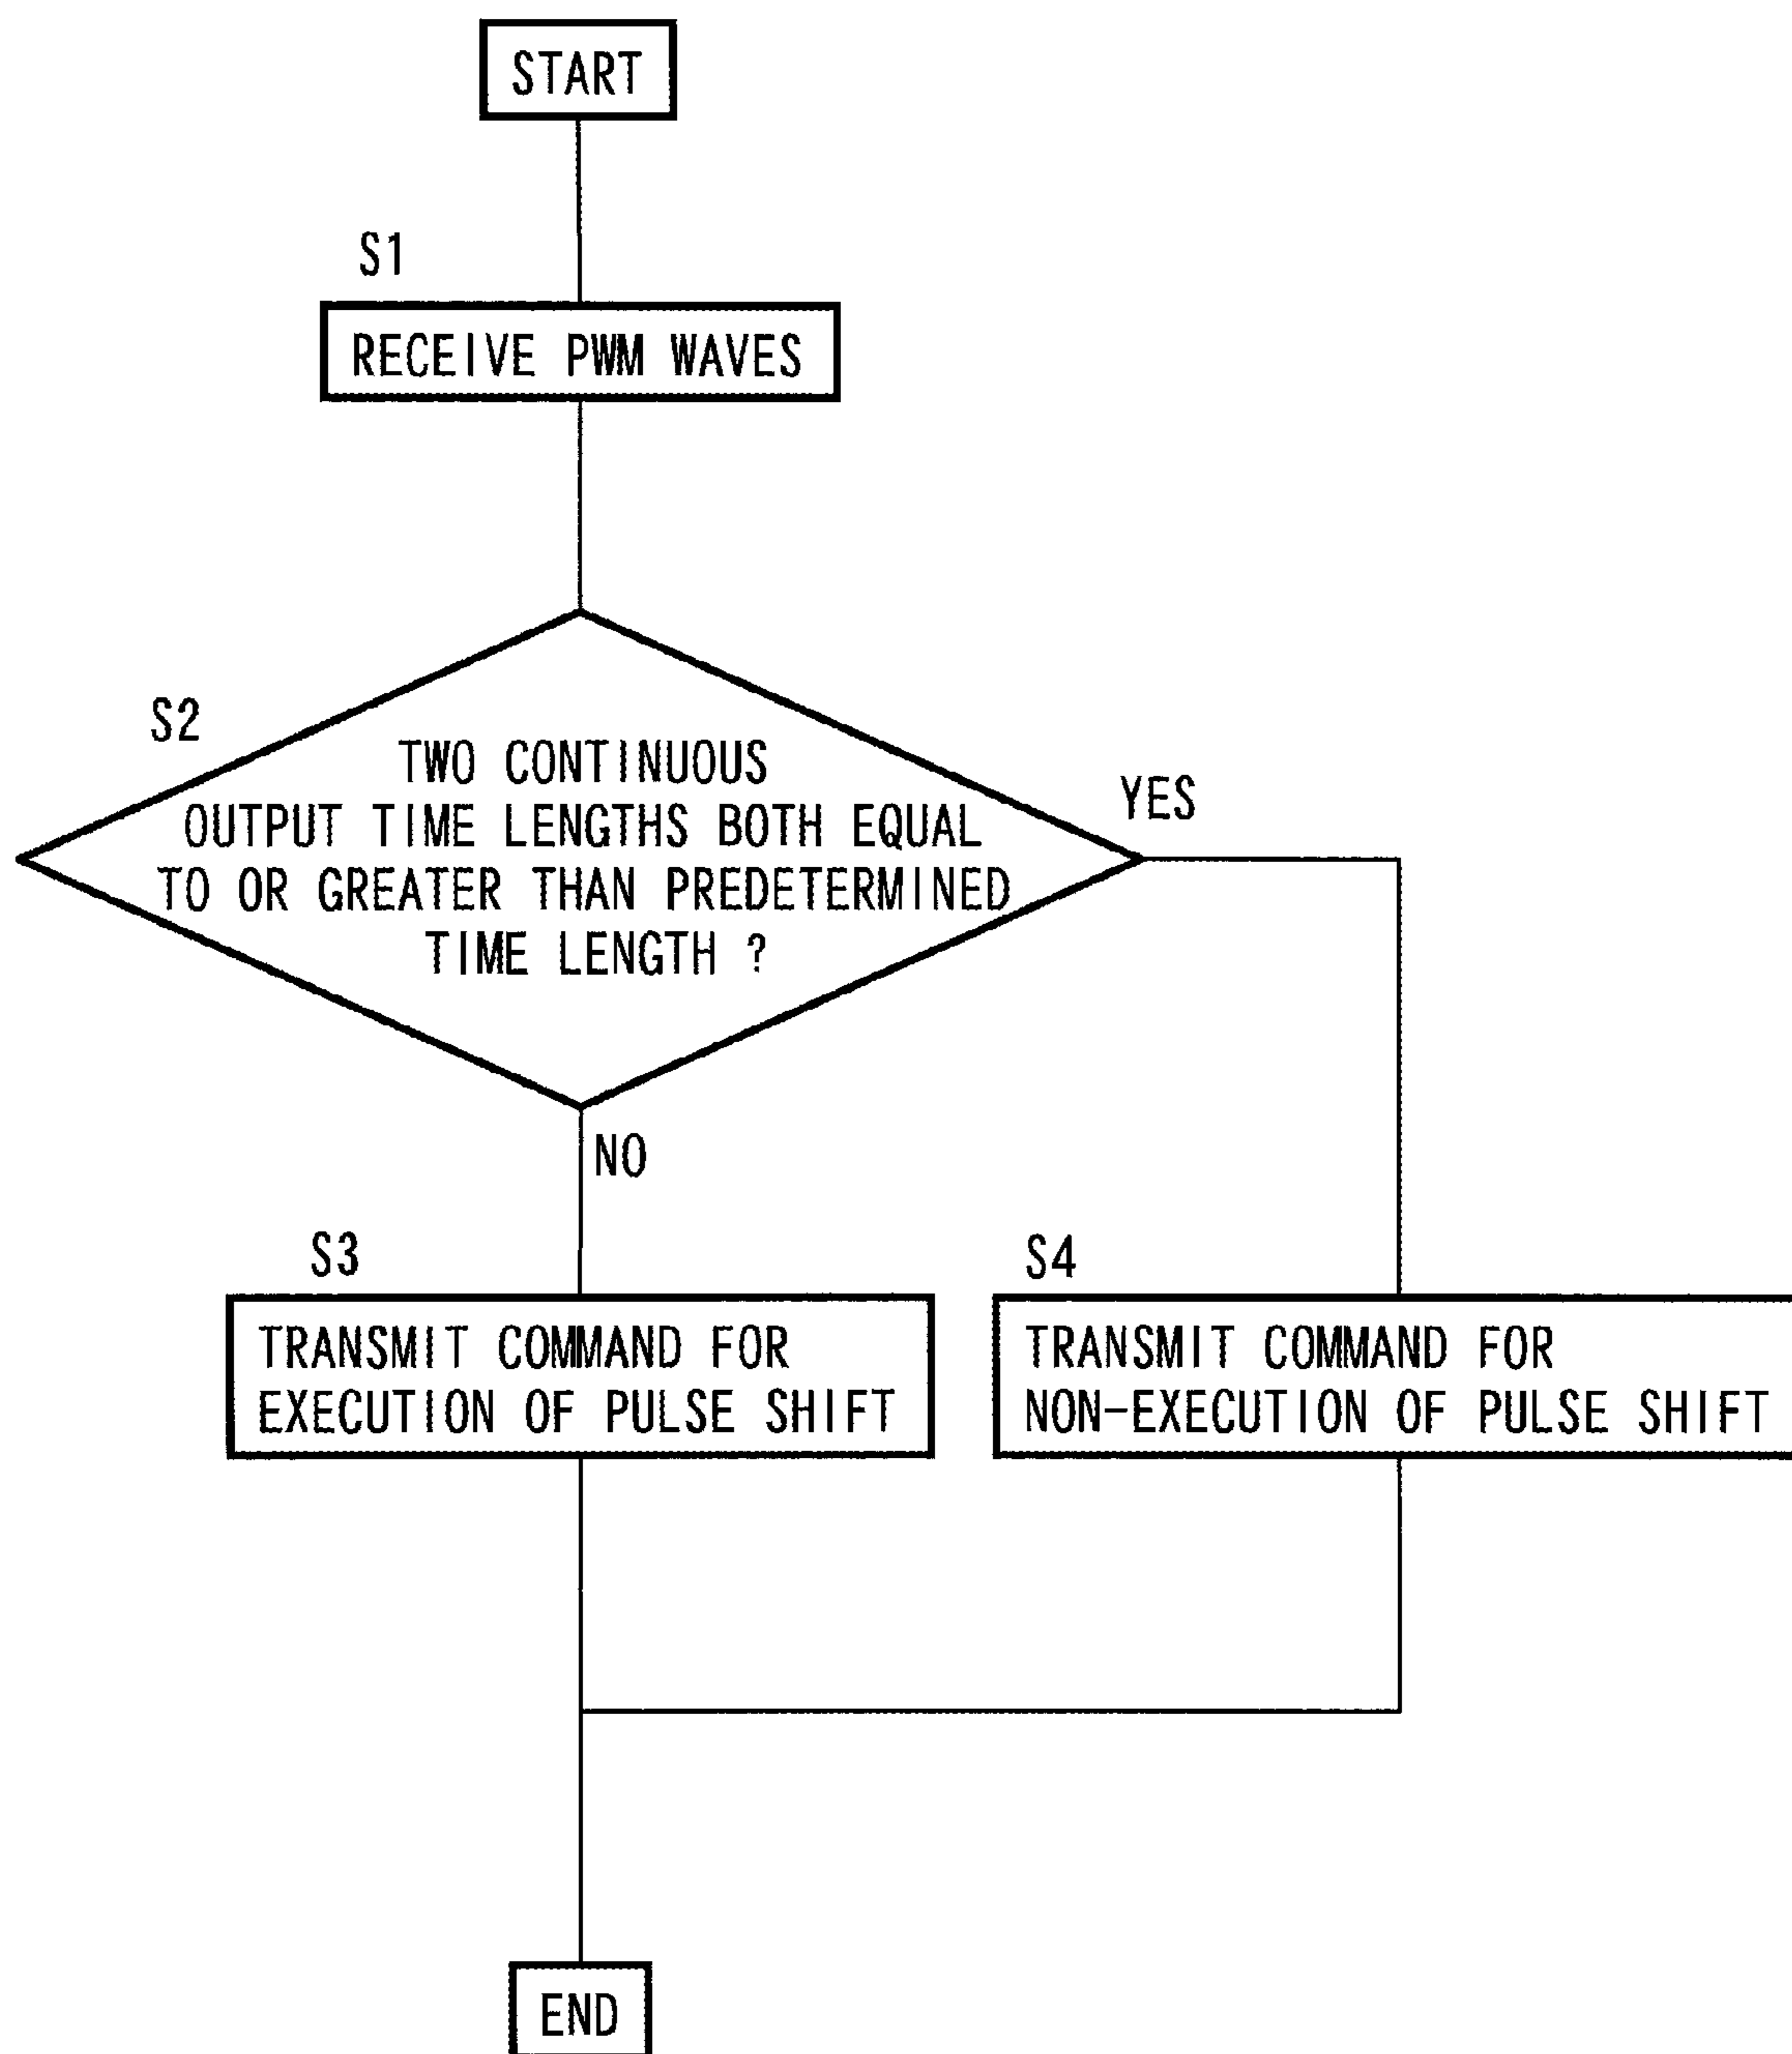 START
S1
RECEIVE PWM WAVES
S2
TWO CONTINUOUS
OUTPUT TIME LENGTHS BOTH EQUAL
TO OR GREATER THAN PREDETERMINED
TIME LENGTH ?
YES
NO
S3
TRANSMIT COMMAND FOR
EXECUTION OF PULSE SHIFT
S4
TRANSMIT COMMAND FOR
NON-EXECUTION OF PULSE SHIFT
END